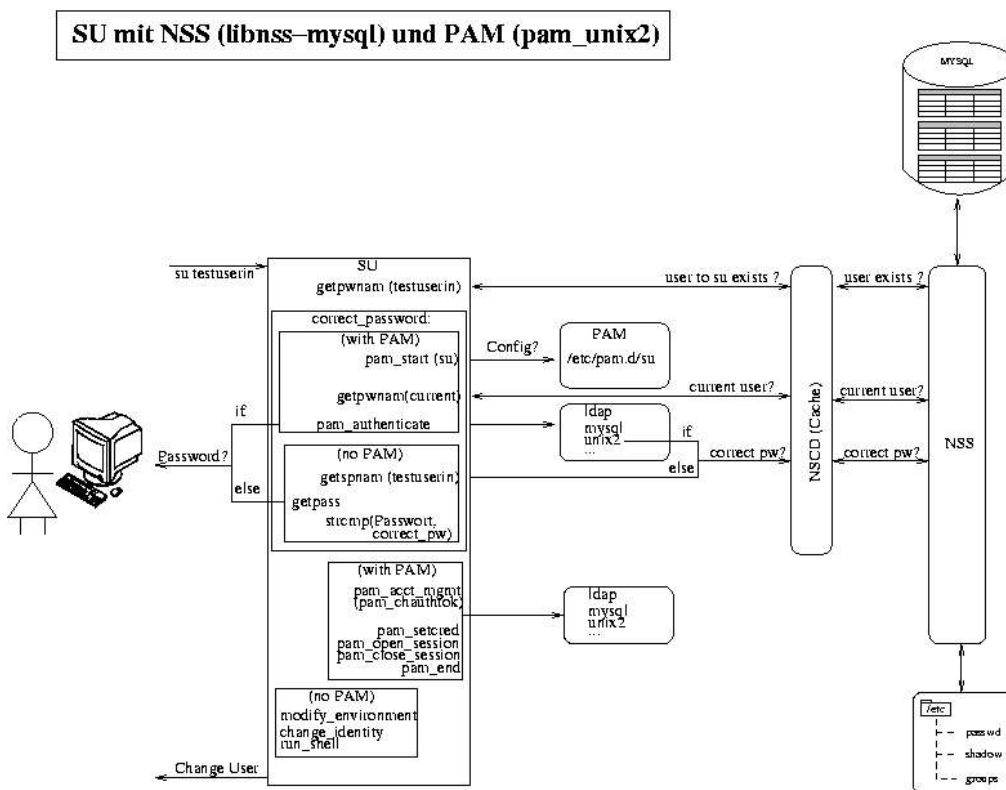 SU mit NSS (libnss–mysql) und PAM (pam_unix2)
MYSQL
su testuserin
SU
getpwnam (testuserin)
user to su exists ?
user exists ?
correct_password:
(with PAM)
pam_start (su)
Config?
PAM
/etc/pam.d/su
getpwnam(current)
current user?
current user?
if
pam_authenticate
ldap
mysql
unix2
...
if
else
correct pw?
correct pw?
NSCD (Cache)
NSS
Password?
else
(no PAM)
getspnam (testuserin)
getpass
strcmp(Passwort,
correct_pw)
(with PAM)
pam_acct_mgmt
(pam_chauthtok)
pam_setcred
pam_open_session
pam_close_session
pam_end
ldap
mysql
unix2
...
(no PAM)
modify_environment
change_identity
run_shell
Change User
/etc
passwd
shadow
groups